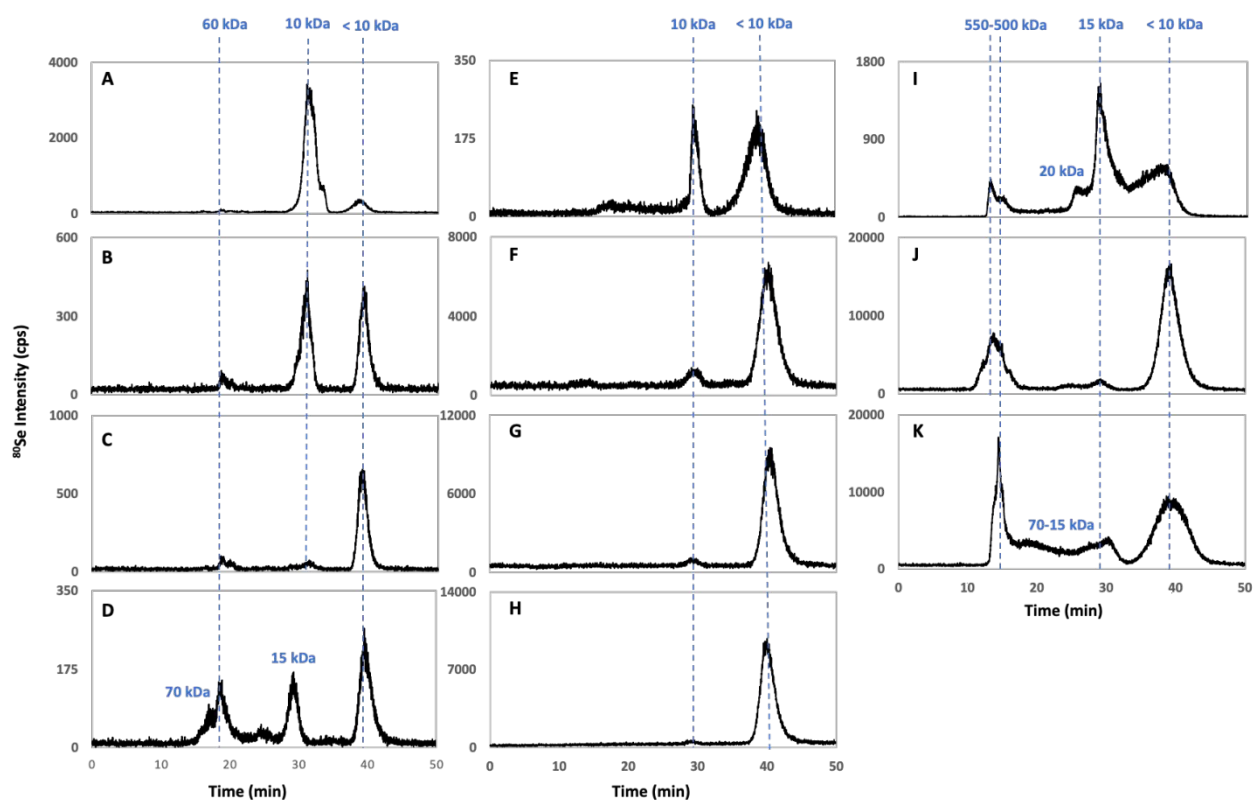 60 kDa 10 kDa < 10 kDa 10 kDa < 10 kDa 550-500 kDa 15 kDa < 10 kDa
4000 A
2000
0
350 E
175
0
1800 I
900
20 kDa
0
600 B
300
0
8000 F
4000
0
20000 J
10000
0
⁸⁰Se Intensity (cps)
1000 C
500
0
12000 G
6000
0
20000 K
10000
70-15 kDa
0
0 10 20 30 40 50
Time (min)
350 D
175
70 kDa
15 kDa
0
0 10 20 30 40 50
Time (min)
14000 H
7000
0
0 10 20 30 40 50
Time (min)